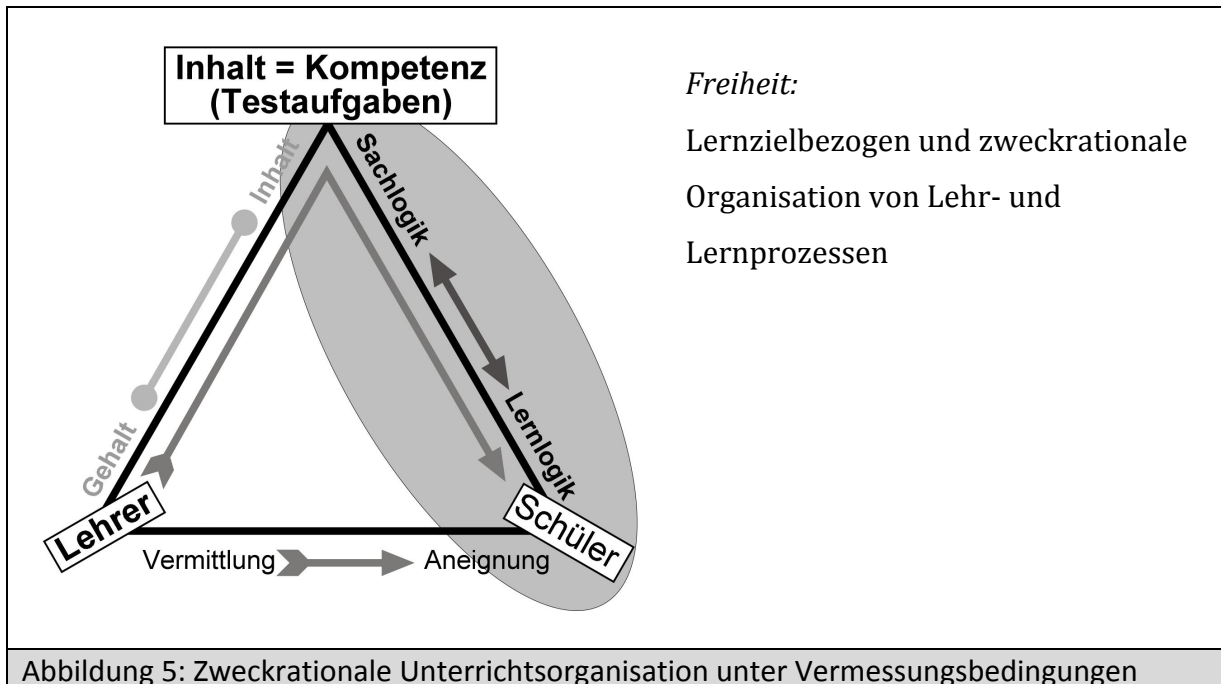 Inhalt = Kompetenz
(Testaufgaben)
Freiheit:
Lernzielbezogen und zweckrationale
Organisation von Lehr- und
Lernprozessen
Inhalt
Sachlogik
Gehalt
Lernlogik
Lehrer
Schüler
Vermittlung
Aneignung
Abbildung 5: Zweckrationale Unterrichtsorganisation unter Vermessungsbedingungen